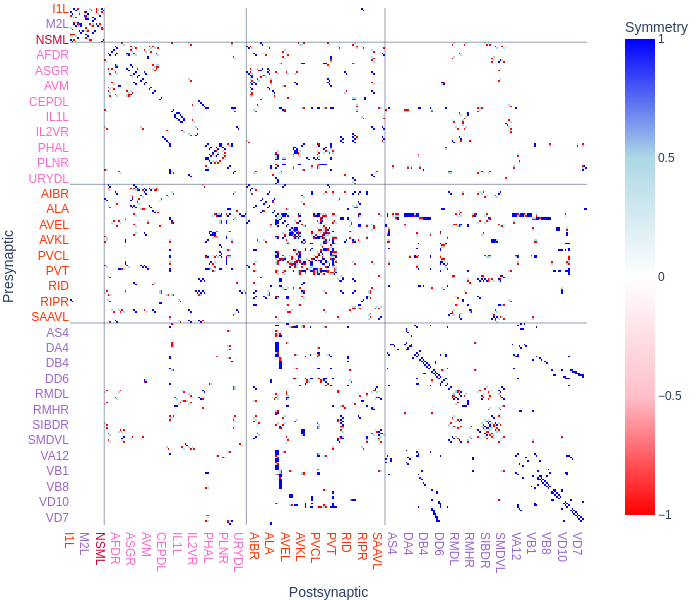 Symmetry
1
0.5
0
−0.5
−1
Presynaptic
I1L
M2L
NSML
AFDR
ASGR
AVM
CEPDL
IL1L
IL2VR
PHAL
PLNR
URYDL
AIBR
ALA
AVEL
AVKL
PVCL
PVT
RID
RIPR
SAAVL
AS4
DA4
DB4
DD6
RMDL
RMHR
SIBDR
SMDVL
VA12
VB1
VB8
VD10
VD7
I1L
M2L
NSML
AFDR
ASGR
AVM
CEPDL
IL1L
IL2VR
PHAL
PLNR
URYDL
AIBR
ALA
AVEL
AVKL
PVCL
PVT
RID
RIPR
SAAVL
AS4
DA4
DB4
DD6
RMDL
RMHR
SIBDR
SMDVL
VA12
VB1
VB8
VD10
VD7
Postsynaptic